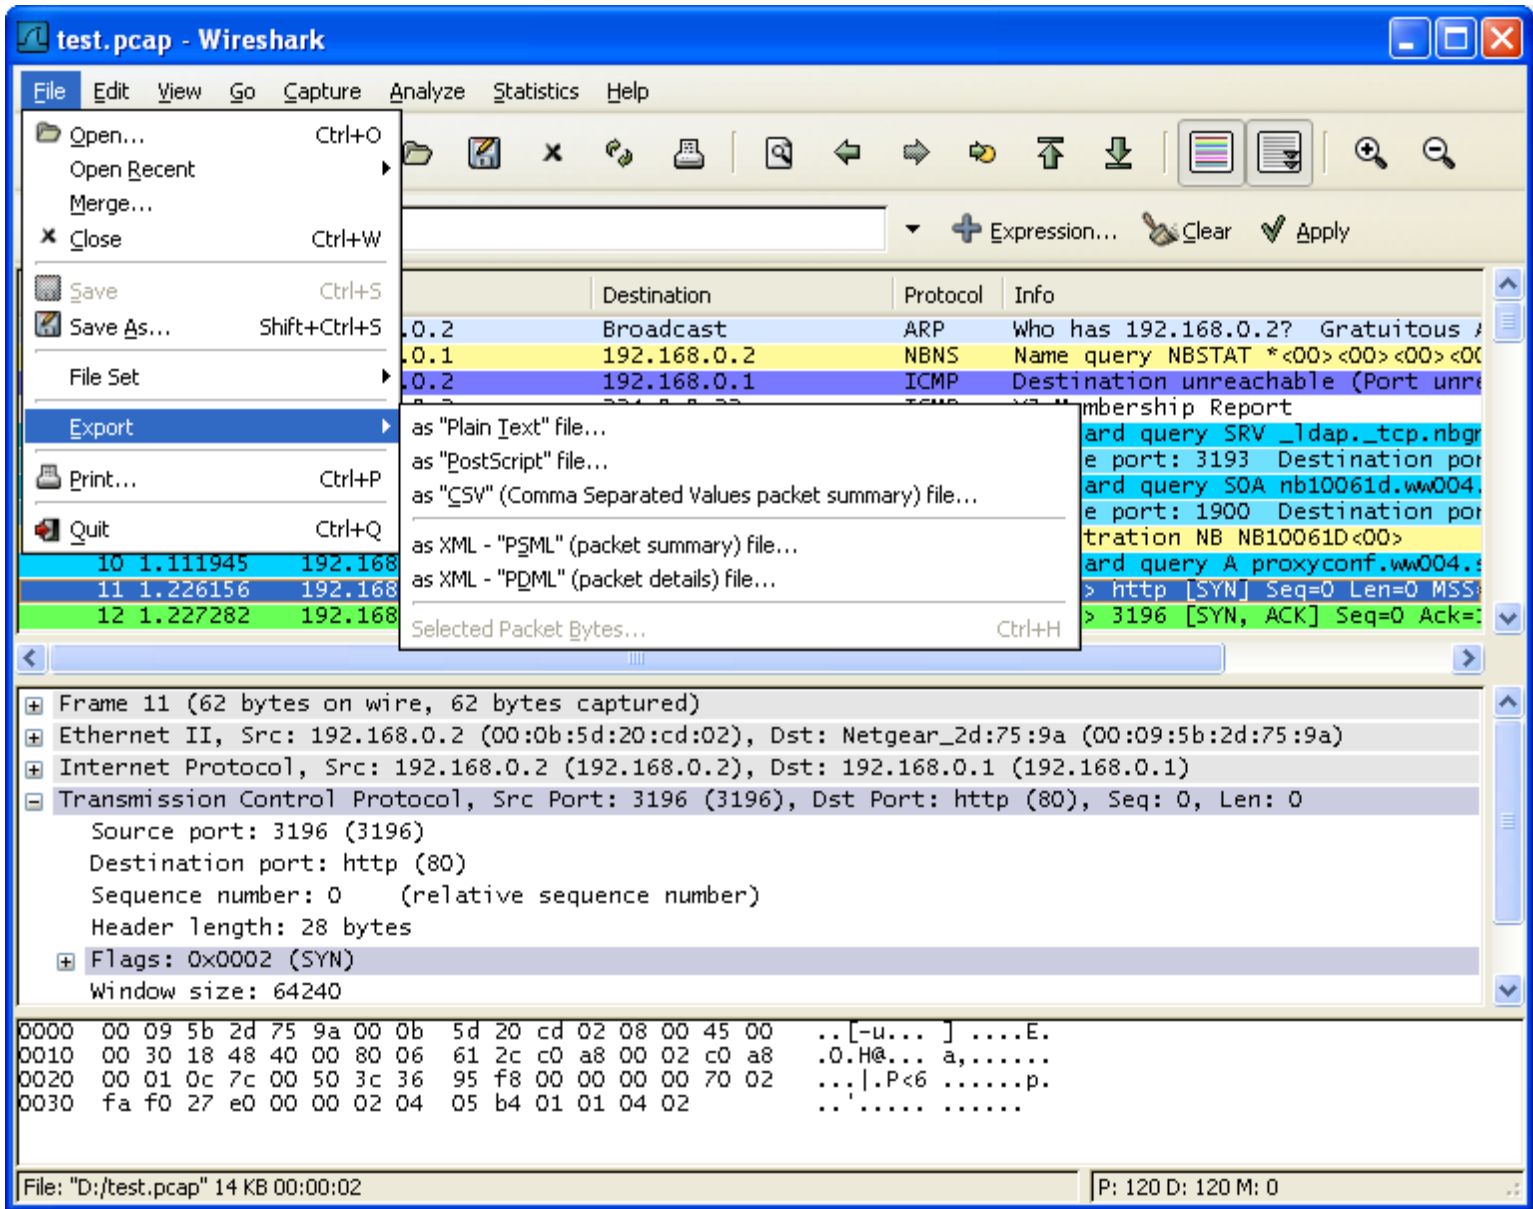 test.pcap - Wireshark
File Edit View Go Capture Analyze Statistics Help
Open... Ctrl+O
Open Recent
Merge...
Close Ctrl+W
Save Ctrl+S
Save As... Shift+Ctrl+S
File Set
Export
Print... Ctrl+P
Quit Ctrl+Q
Expression... Clear Apply
Destination Protocol Info
.0.2 Broadcast ARP Who has 192.168.0.2? Gratuitous
.0.1 192.168.0.2 NBNS Name query NBSTAT *<00><00><00><00
.0.2 192.168.0.1 ICMP Destination unreachable (Port unre
mbership Report
ard query SRV _ldap._tcp.nbgr
e port: 3193 Destination por
ard query SOA nb10061d.ww004.
e port: 1900 Destination por
tration NB NB10061D<00>
10 1.111945 192.168 ard query A proxyconf.ww004.s
11 1.226156 192.168 > http [SYN] Seq=0 Len=0 MSS=
12 1.227282 192.168 > 3196 [SYN, ACK] Seq=0 Ack=1
as "Plain Text" file...
as "PostScript" file...
as "CSV" (Comma Separated Values packet summary) file...
as XML - "PSML" (packet summary) file...
as XML - "PDML" (packet details) file...
Selected Packet Bytes... Ctrl+H
Frame 11 (62 bytes on wire, 62 bytes captured)
Ethernet II, Src: 192.168.0.2 (00:0b:5d:20:cd:02), Dst: Netgear_2d:75:9a (00:09:5b:2d:75:9a)
Internet Protocol, Src: 192.168.0.2 (192.168.0.2), Dst: 192.168.0.1 (192.168.0.1)
Transmission Control Protocol, Src Port: 3196 (3196), Dst Port: http (80), Seq: 0, Len: 0
Source port: 3196 (3196)
Destination port: http (80)
Sequence number: 0 (relative sequence number)
Header length: 28 bytes
Flags: 0x0002 (SYN)
Window size: 64240
0000 00 09 5b 2d 75 9a 00 0b 5d 20 cd 02 08 00 45 00 ..[-u... ] ....E.
0010 00 30 18 48 40 00 80 06 61 2c c0 a8 00 02 c0 a8 .0.H@... a,......
0020 00 01 0c 7c 00 50 3c 36 95 f8 00 00 00 00 70 02 ...|.P<6 ......p.
0030 fa f0 27 e0 00 00 02 04 05 b4 01 01 04 02 ..'..... ......
File: "D:/test.pcap" 14 KB 00:00:02 P: 120 D: 120 M: 0